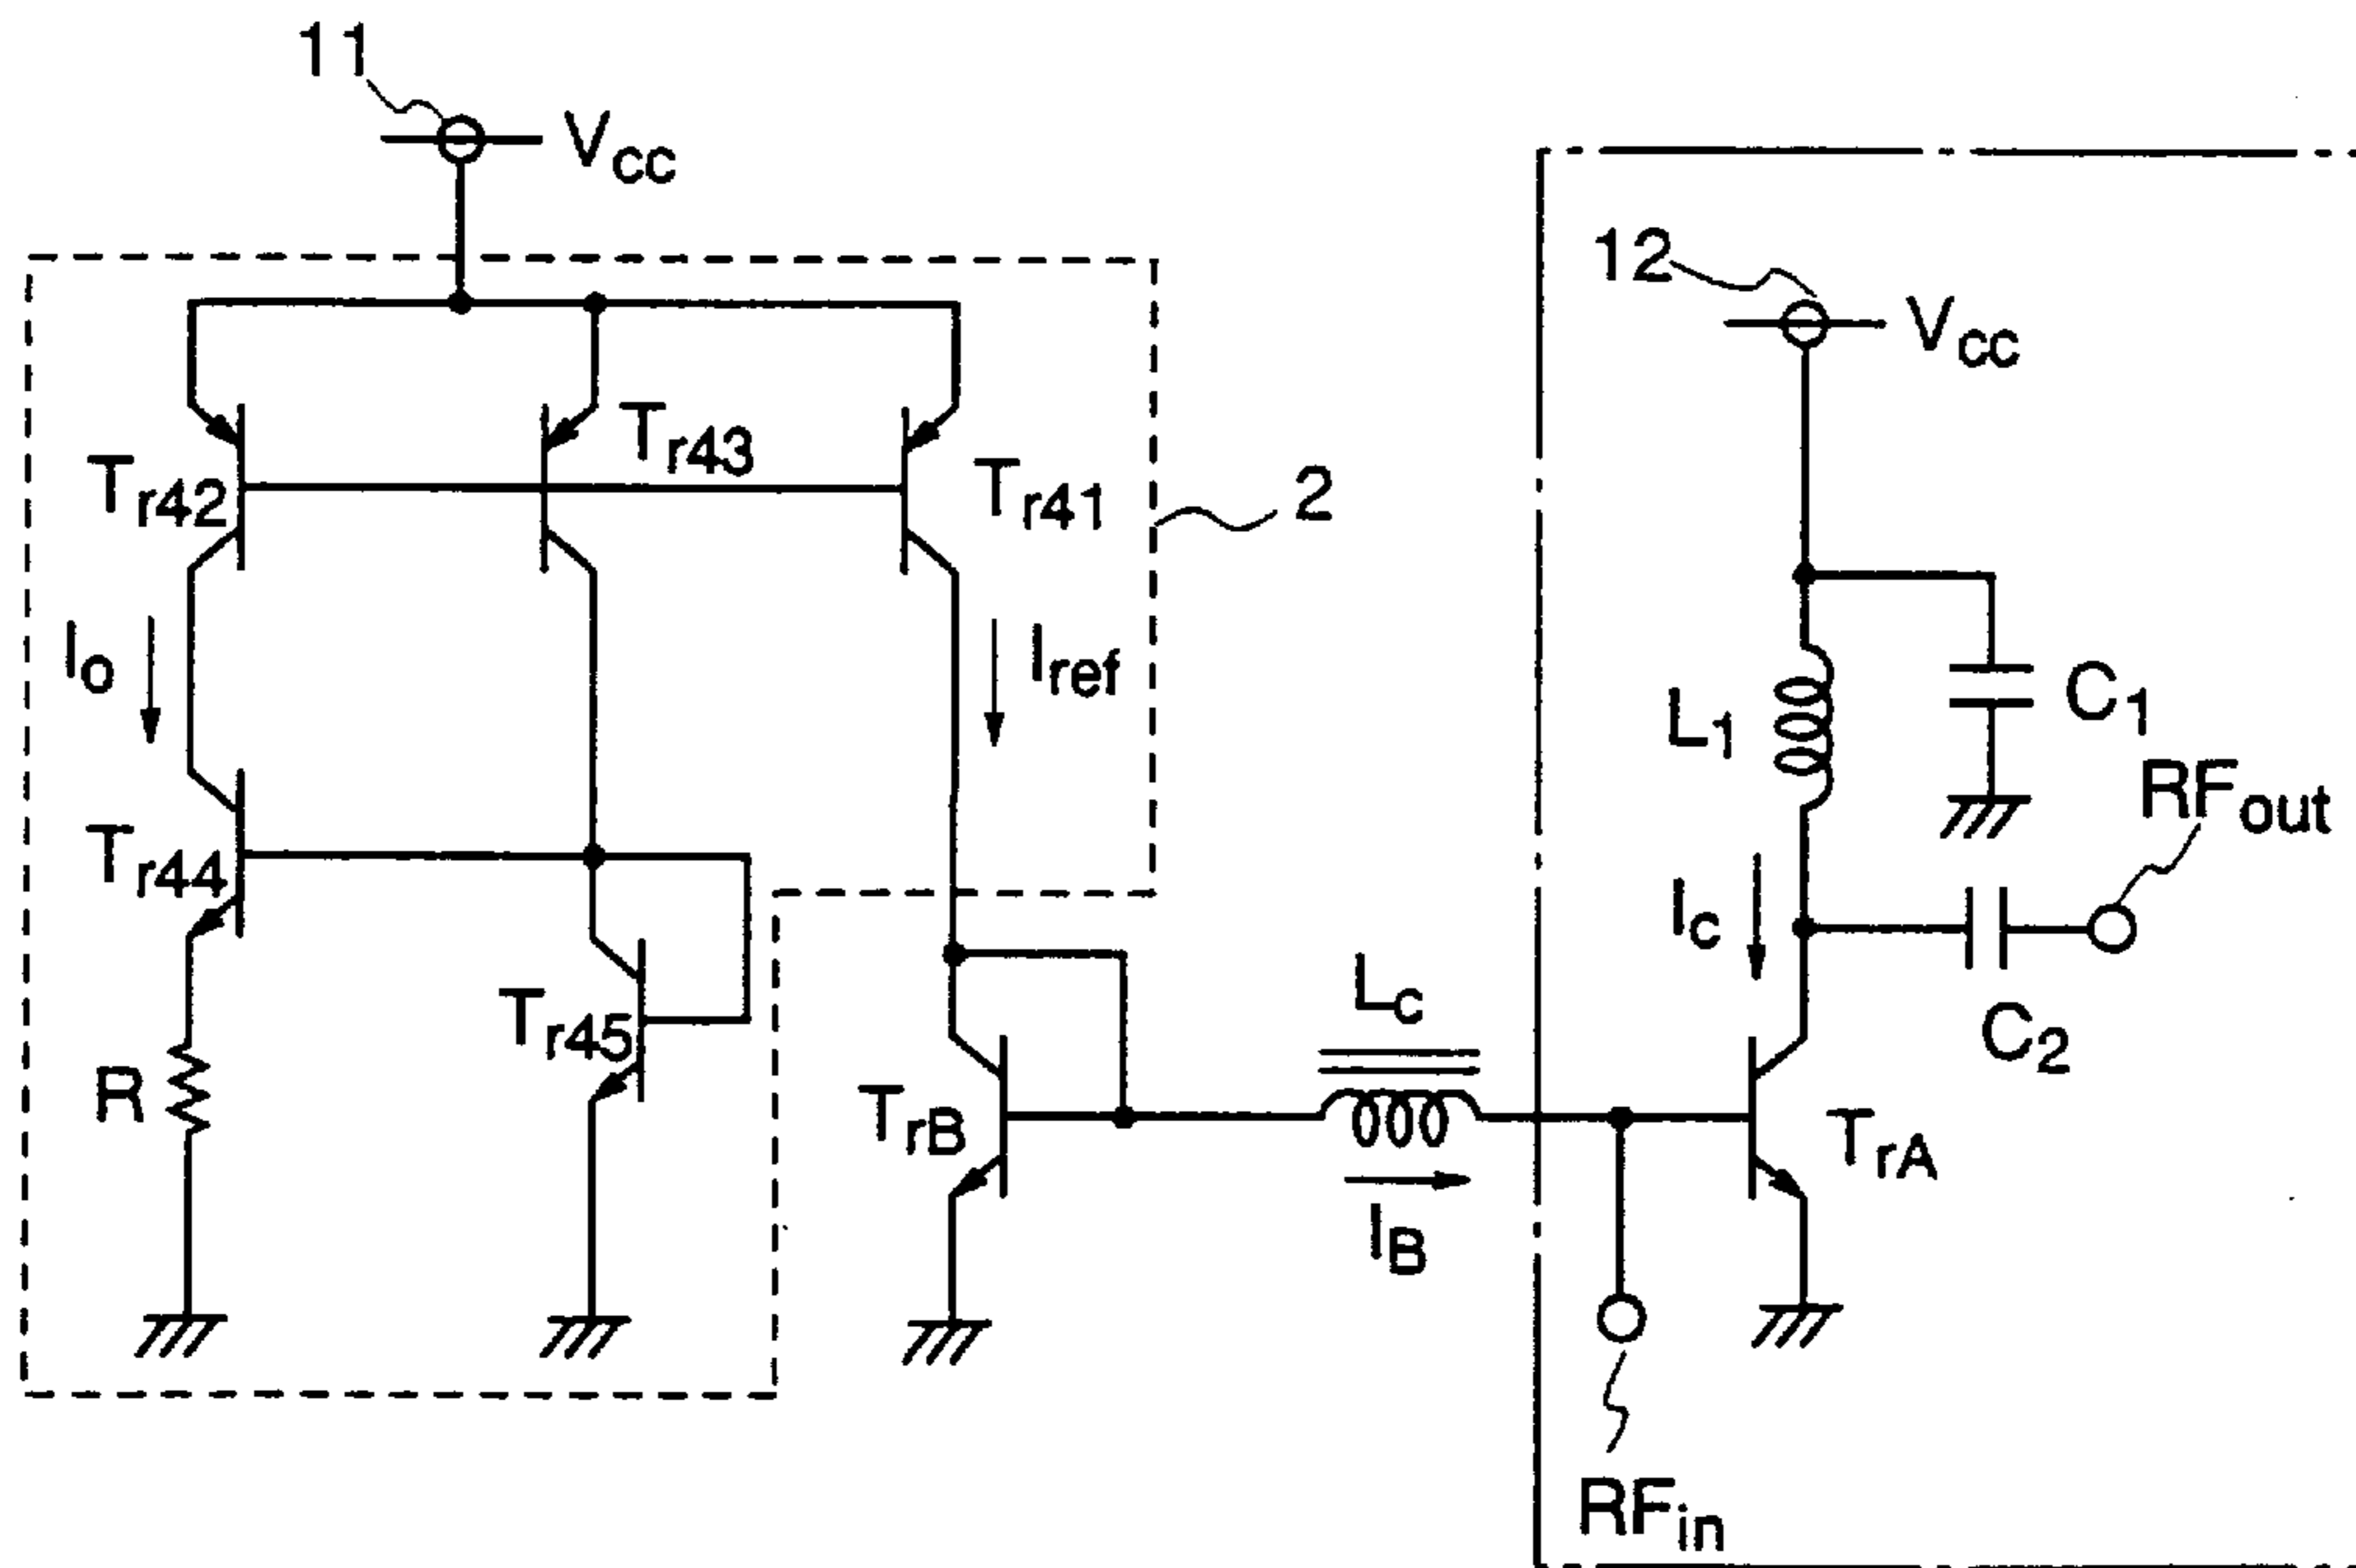 11
Vcc
12
Vcc
Tr42
Tr43
Tr41
2
Io
Iref
L1
C1
RFout
Tr44
Ic
C2
Tr45
R
TrB
Lc
IB
TrA
RFin